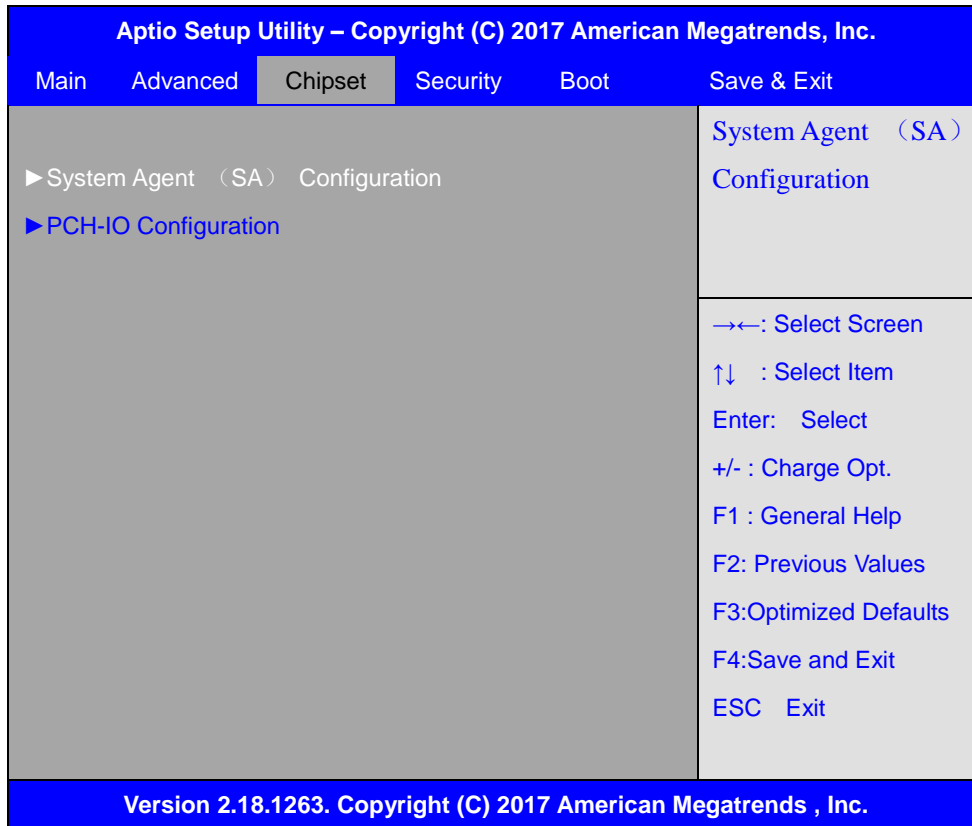 Aptio Setup Utility – Copyright (C) 2017 American Megatrends, Inc.
Main Advanced Chipset Security Boot Save & Exit
►System Agent （SA） Configuration
►PCH-IO Configuration
System Agent （SA）
Configuration
→←: Select Screen
↑↓ : Select Item
Enter: Select
+/- : Charge Opt.
F1 : General Help
F2: Previous Values
F3:Optimized Defaults
F4:Save and Exit
ESC Exit
Version 2.18.1263. Copyright (C) 2017 American Megatrends , Inc.